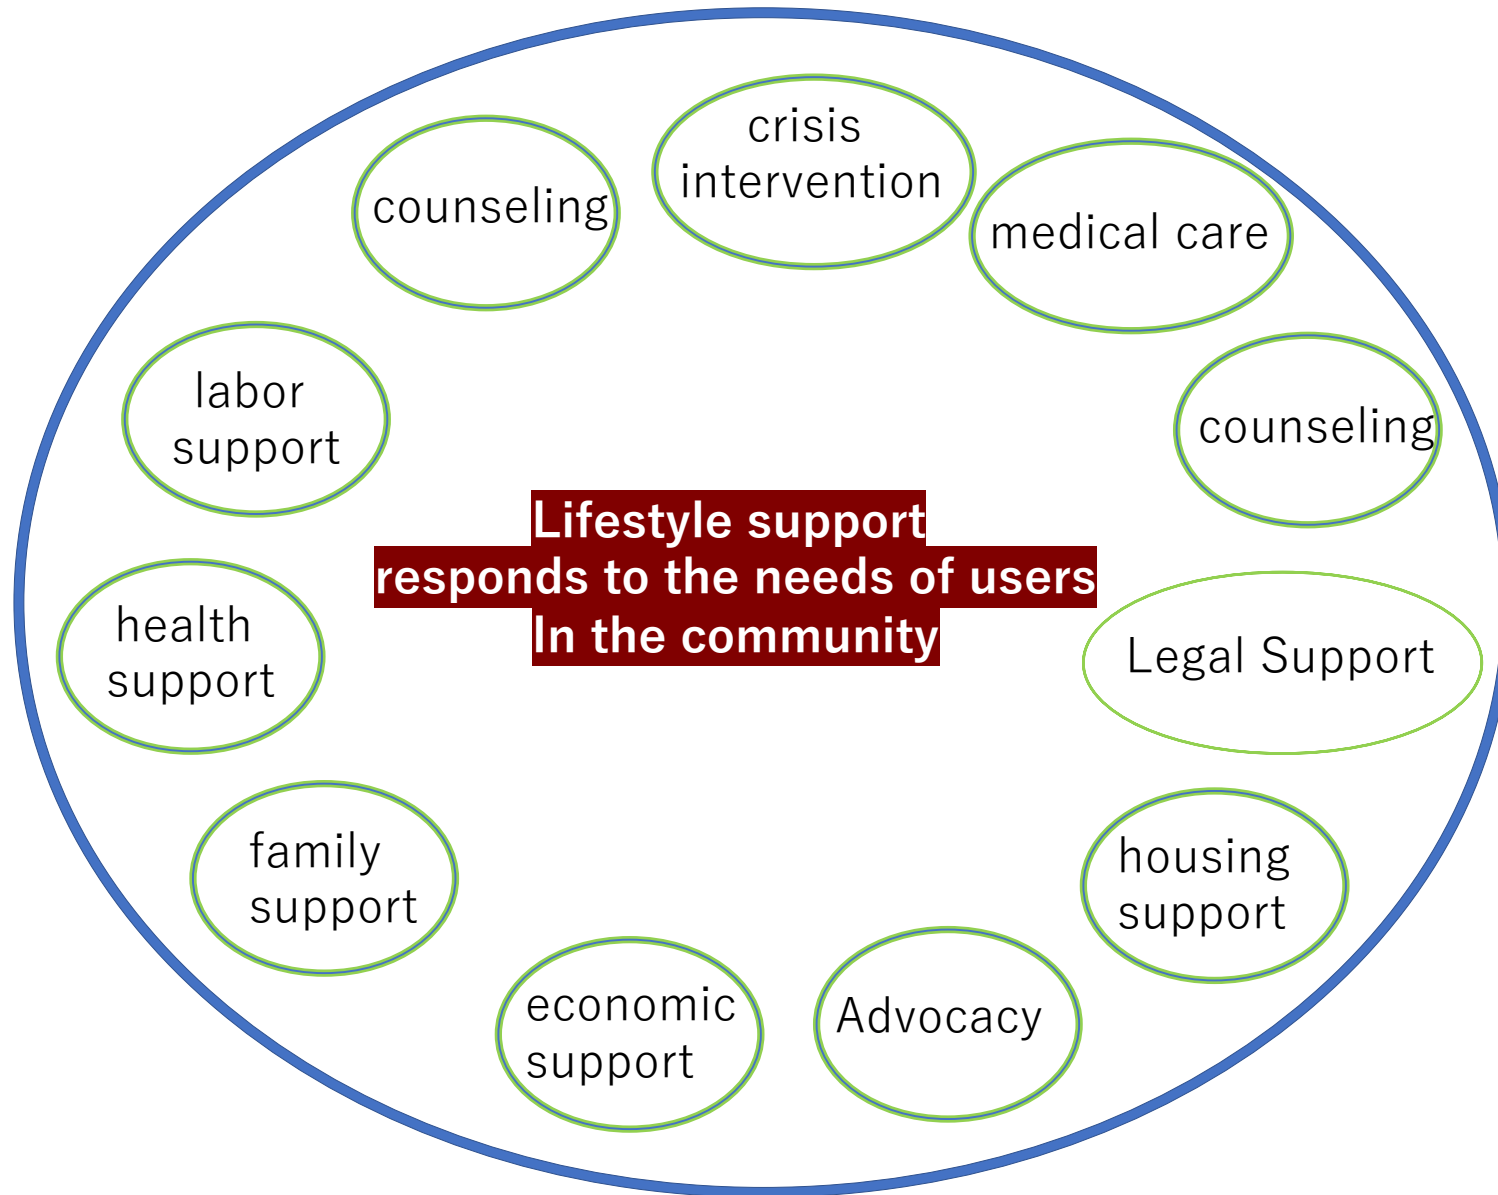 crisis
intervention
counseling
medical care
labor
support
counseling
Lifestyle support
responds to the needs of users
In the community
health
support
Legal Support
family
support
housing
support
economic
support
Advocacy